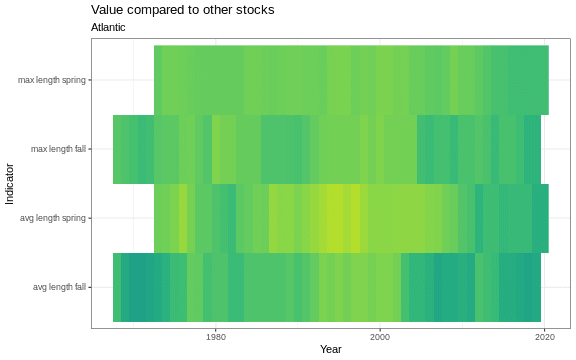 Value compared to other stocks
Atlantic
max length spring
max length fall
avg length spring
avg length fall
Indicator
1980
2000
2020
Year